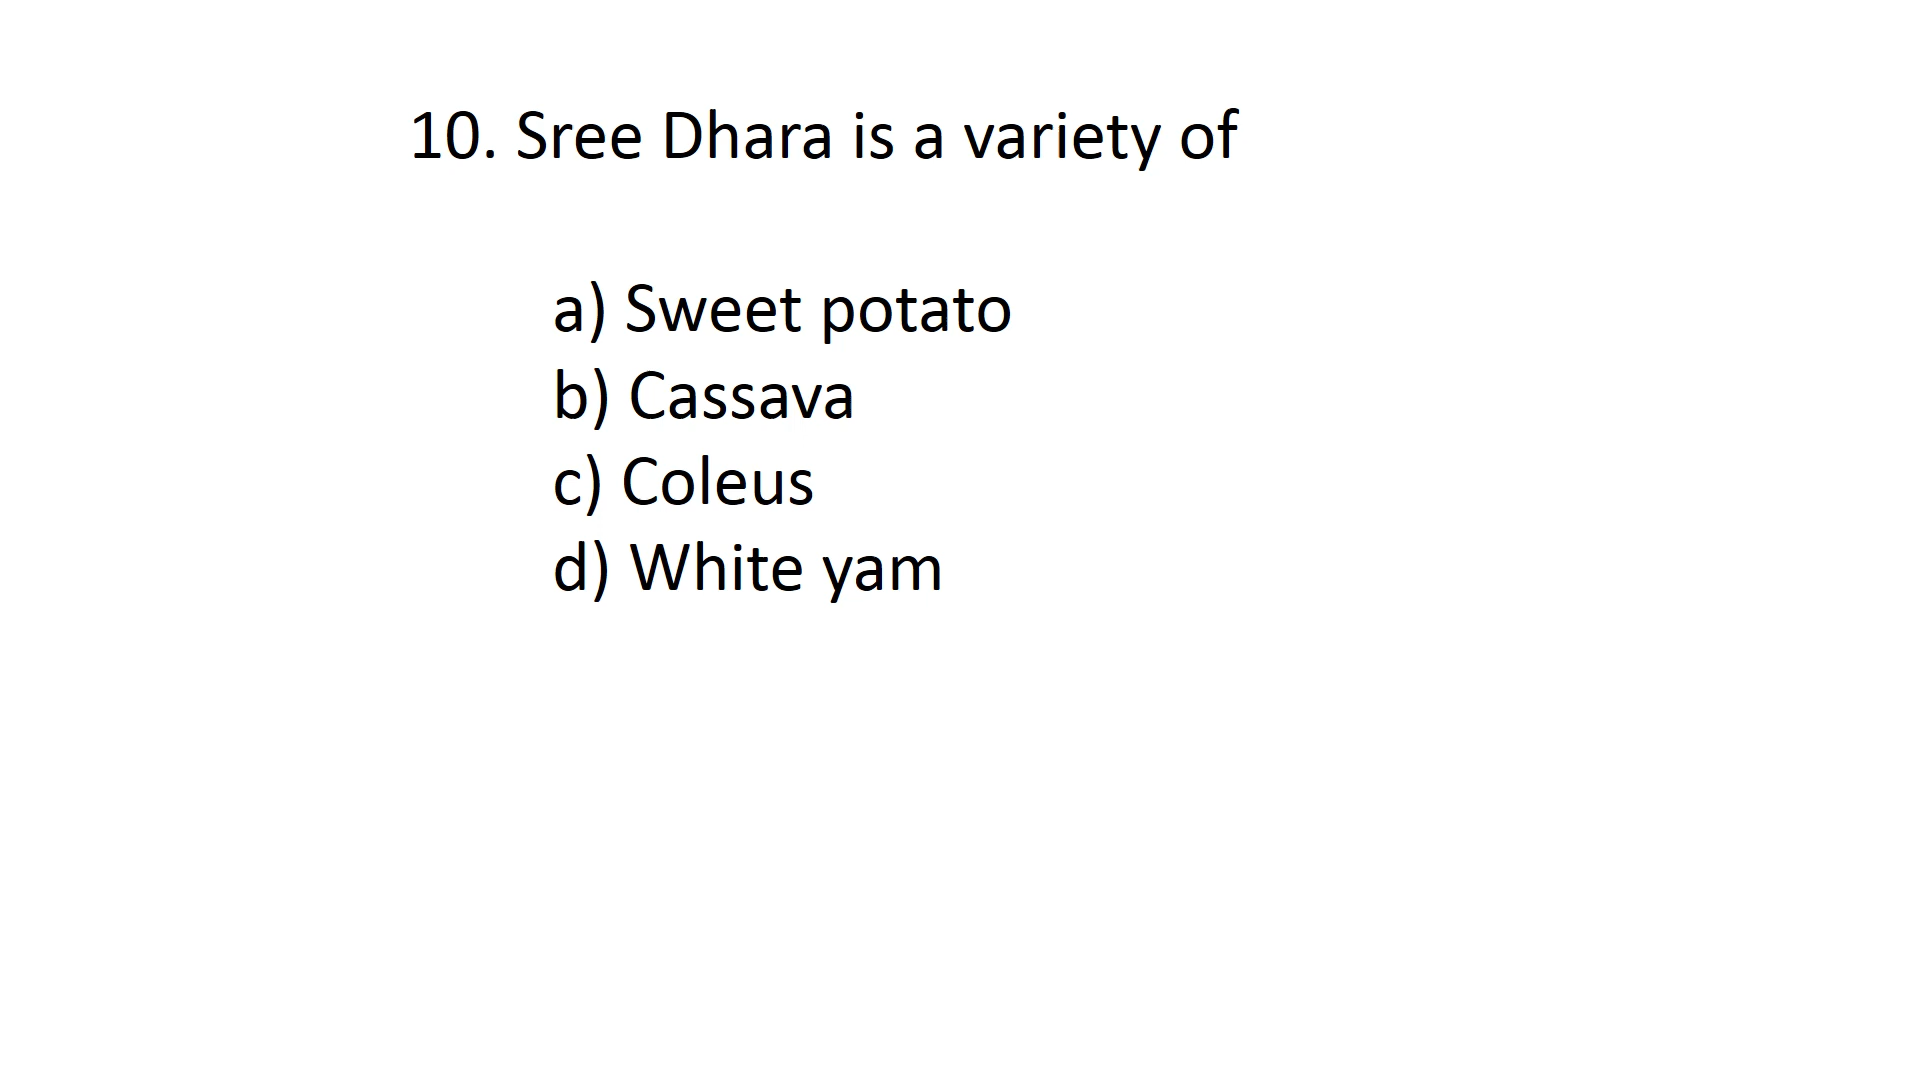 10. Sree Dhara is a variety of
a) Sweet potato
b) Cassava
c) Coleus
d) White yam